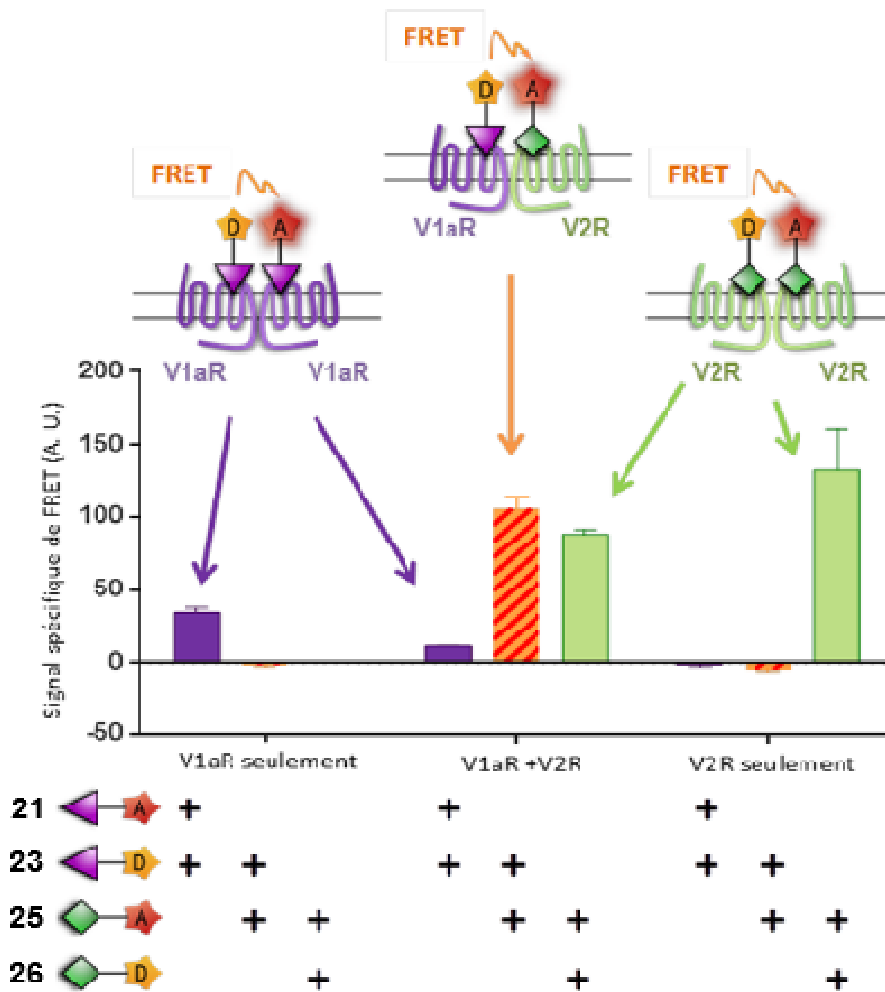 FRET
D A
V1aR V2R
FRET
D A
V1aR V1aR
FRET
D A
V2R V2R
Signal spécifique de FRET (A. U.)
200
150
100
50
0
-50
V1aR seulement
V1aR +V2R
V2R seulement
21 A + + +
23 D + + + + + +
25 A + + + + + +
26 D + + +